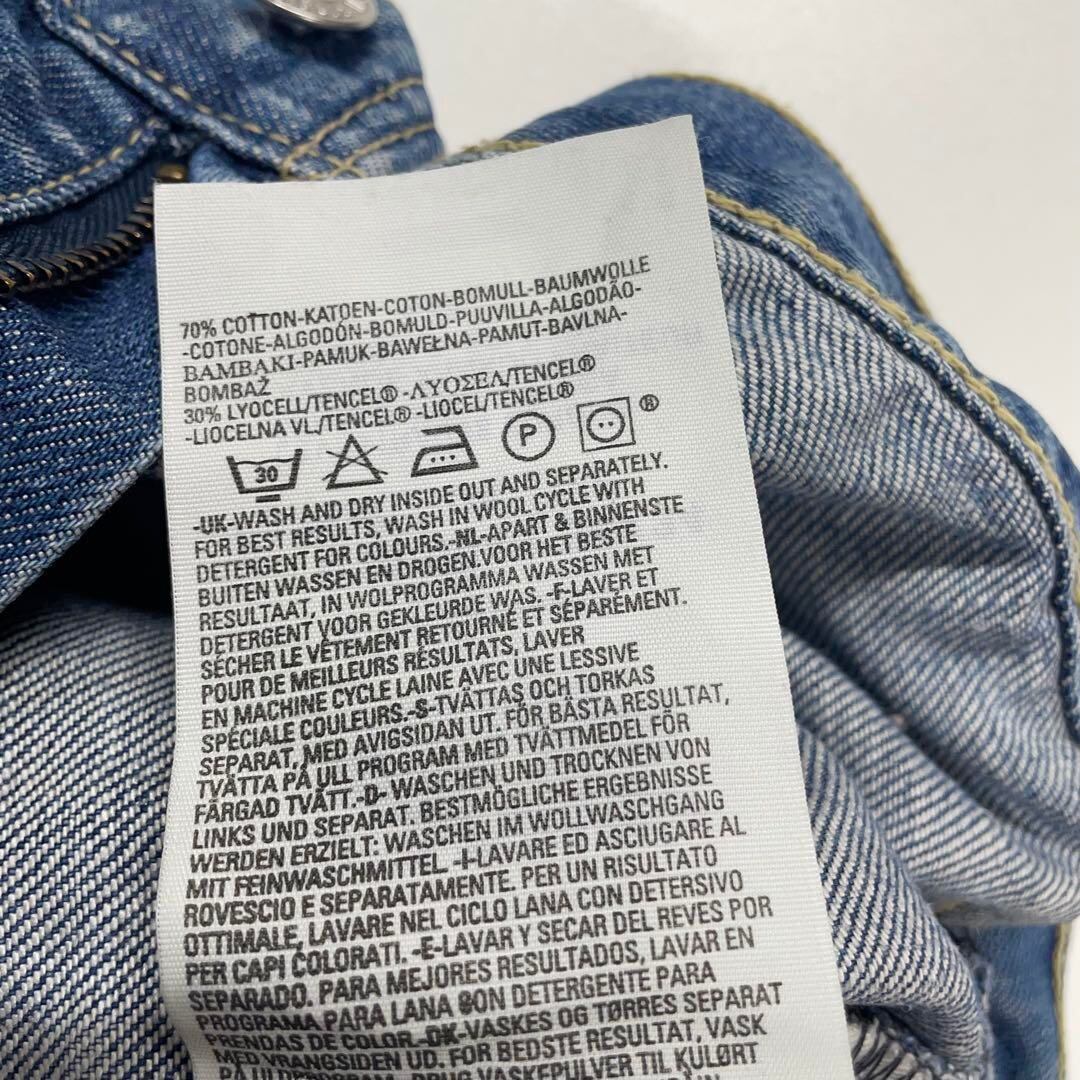 70% COTTON-KATOEN-COTON-BOMULL-BAUMWOLLE
-COTONE-ALGODÓN-BOMULD-PUUVILLA-ALGODÃO-
BAMBAKI-PAMUK-BAWEŁNA-PAMUT-BAVLNA-
BOMBAŽ
30% LYOCELL/TENCEL® -ΛΥΟΣΕΛ/TENCEL®
-LIOCELNA VL/TENCEL® -LIOCEL/TENCEL®
30 P ®
-UK-WASH AND DRY INSIDE OUT AND SEPARATELY.
FOR BEST RESULTS, WASH IN WOOL CYCLE WITH
DETERGENT FOR COLOURS.-NL-APART & BINNENSTE
BUITEN WASSEN EN DROGEN.VOOR HET BESTE
RESULTAAT, IN WOLPROGRAMMA WASSEN MET
DETERGENT VOOR GEKLEURDE WAS. -F-LAVER ET
SÉCHER LE VÊTEMENT RETOURNÉ ET SÉPARÉMENT.
POUR DE MEILLEURS RÉSULTATS, LAVER
EN MACHINE CYCLE LAINE AVEC UNE LESSIVE
SPÉCIALE COULEURS.-S-TVÄTTAS OCH TORKAS
SEPARAT, MED AVIGSIDAN UT. FÖR BÄSTA RESULTAT,
TVÄTTA PÅ ULL PROGRAM MED TVÄTTMEDEL FÖR
FÄRGAD TVÄTT.-D- WASCHEN UND TROCKNEN VON
LINKS UND SEPARAT. BESTMÖGLICHE ERGEBNISSE
WERDEN ERZIELT: WASCHEN IM WOLLWASCHGANG
MIT FEINWASCHMITTEL -I-LAVARE ED ASCIUGARE AL
ROVESCIO E SEPARATAMENTE. PER UN RISULTATO
OTTIMALE, LAVARE NEL CICLO LANA CON DETERSIVO
PER CAPI COLORATI. -E-LAVAR Y SECAR DEL REVES POR
SEPARADO. PARA MEJORES RESULTADOS, LAVAR EN
PROGRAMA PARA LANA CON DETERGENTE PARA
PRENDAS DE COLOR.-DK-VASKES OG TØRRES SEPARAT
MED VRANGSIDEN UD. FOR BEDSTE RESULTAT, VASK
PÅ ULDPROGRAM. BRUG VASKEPULVER TIL KULØRT